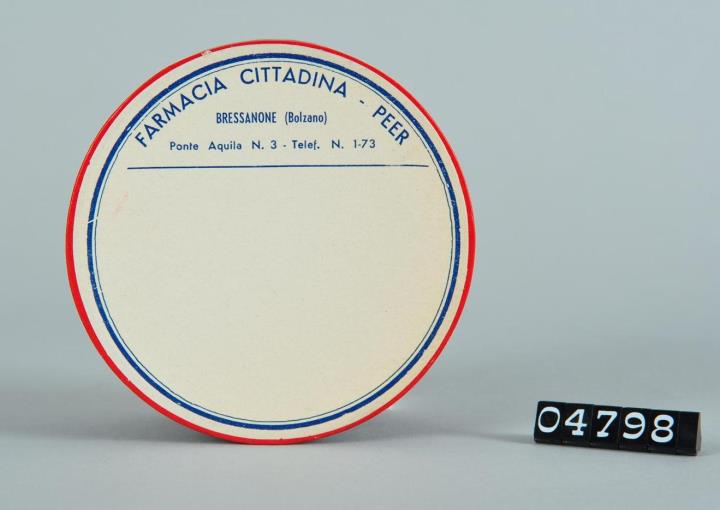 FARMACIA CITTADINA - PEER
BRESSANONE (Bolzano)
Ponte Aquila N. 3 - Telef. N. 1-73
04798